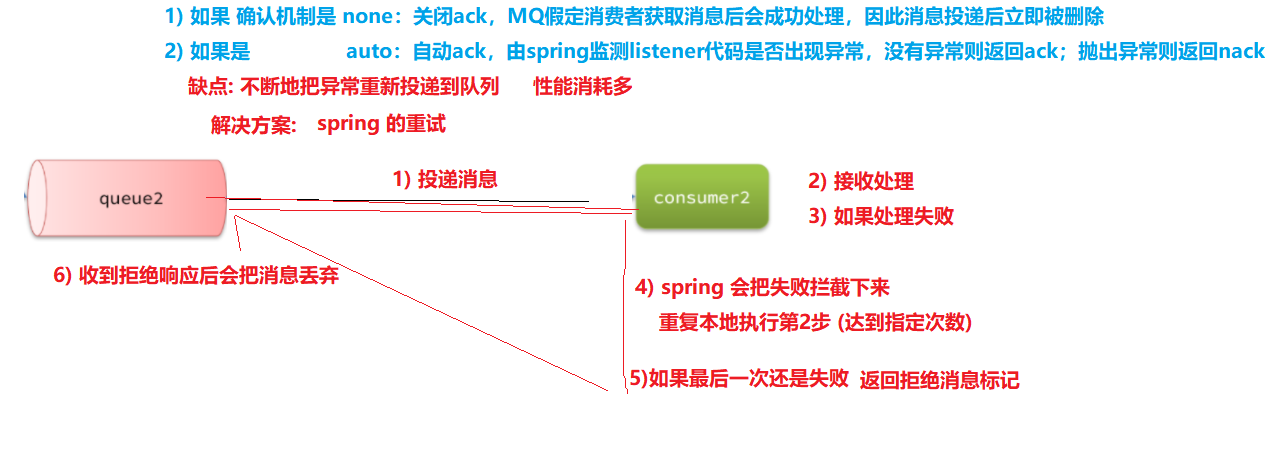 1) 如果 确认机制是 none：关闭ack，MQ假定消费者获取消息后会成功处理，因此消息投递后立即被删除
2) 如果是 auto：自动ack，由spring监测listener代码是否出现异常，没有异常则返回ack；抛出异常则返回nack
缺点: 不断地把异常重新投递到队列 性能消耗多
解决方案: spring 的重试
queue2
1) 投递消息
consumer2
2) 接收处理
3) 如果处理失败
6) 收到拒绝响应后会把消息丢弃
4) spring 会把失败拦截下来
重复本地执行第2步 (达到指定次数)
5)如果最后一次还是失败 返回拒绝消息标记